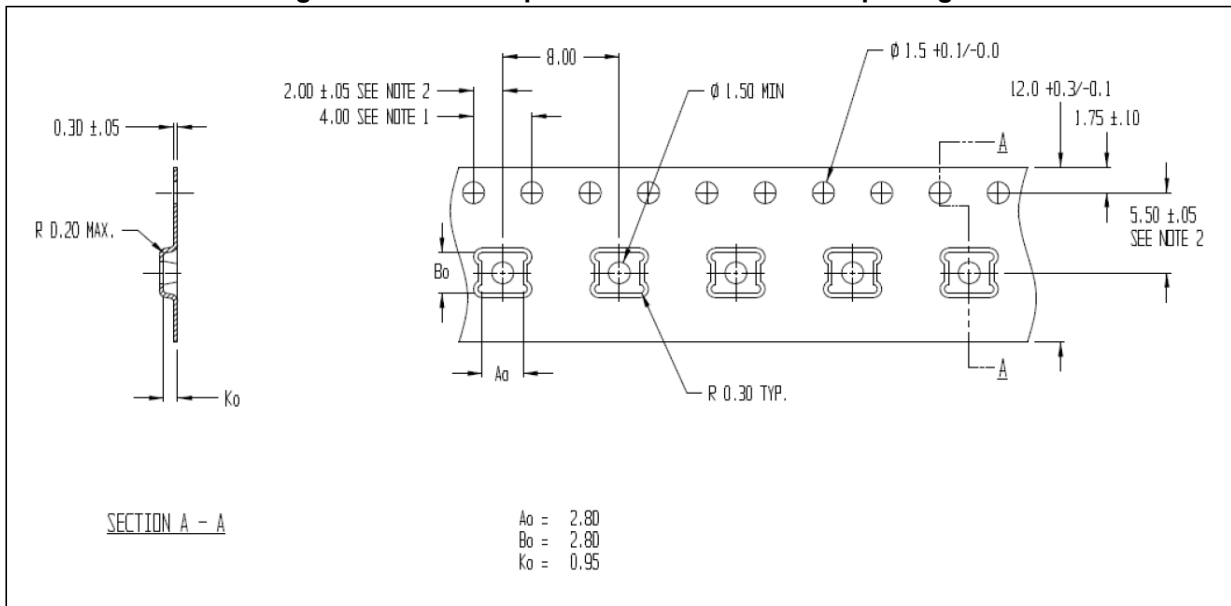 8.00
Ø 1.5 +0.1/-0.0
2.00 ±.05 SEE NOTE 2
Ø 1.50 MIN
12.0 +0.3/-0.1
4.00 SEE NOTE 1
1.75 ±.10
0.30 ±.05
A
5.50 ±.05
SEE NOTE 2
R 0.20 MAX.
Bo
Ao
A
Ko
R 0.30 TYP.
SECTION A - A
Ao = 2.80
Bo = 2.80
Ko = 0.95